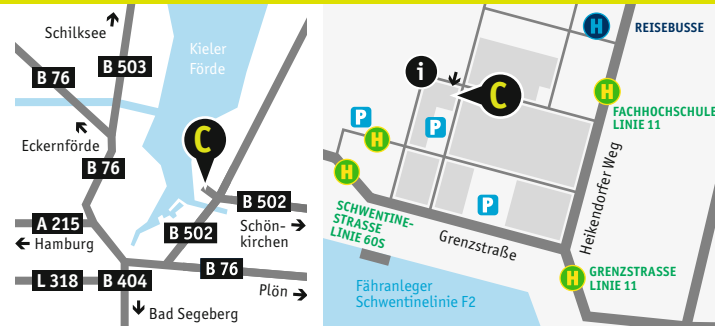 Schilksee
B 76
B 503
Kieler
Förde
Eckernförde
B 76
C
B 502
A 215
Hamburg
B 502
Schön-
kirchen
L 318
B 404
B 76
Plön
Bad Segeberg
H
REISEBUSSE
i
C
H
FACHHOCHSCHULE
LINIE 11
P
H
P
H
P
SCHWENTINE-
STRASSE
LINIE 60S
Grenzstraße
Heikendorfer Weg
H
GRENZSTRASSE
LINIE 11
Fähranleger
Schwentinelinie F2